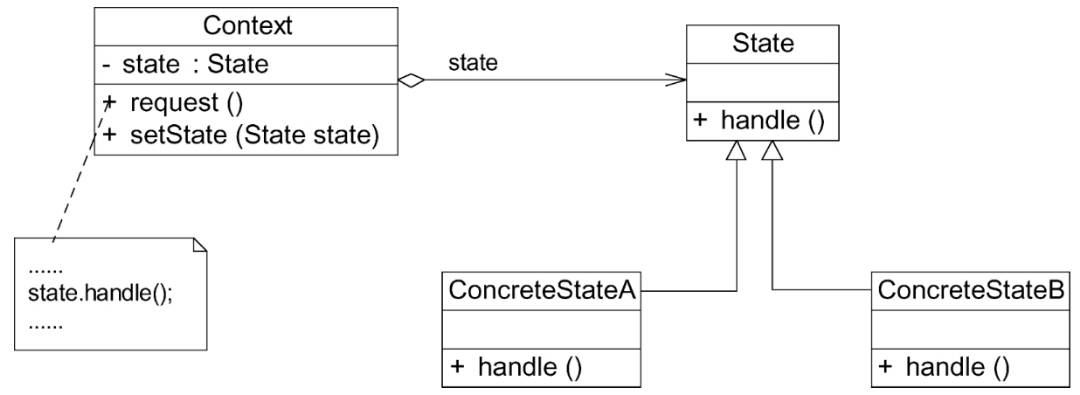 Context
- state : State
+ request ()
+ setState (State state)
state
State
+ handle ()
......
state.handle();
......
ConcreteStateA
+ handle ()
ConcreteStateB
+ handle ()